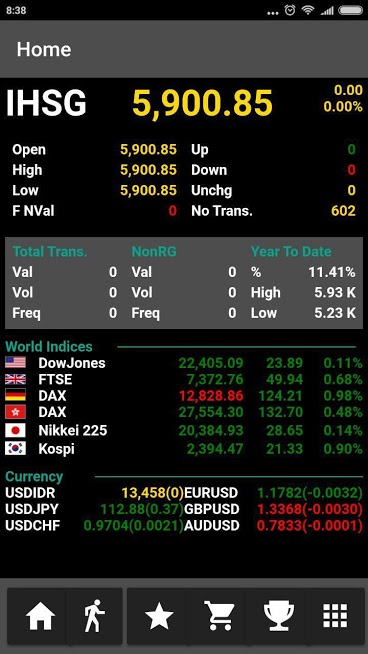 8:38
Home
IHSG 5,900.85 0.00
0.00%
Open 5,900.85 Up 0
High 5,900.85 Down 0
Low 5,900.85 Unchg 0
F NVal 0 No Trans. 602
Total Trans. NonRG Year To Date
Val 0 Val 0 % 11.41%
Vol 0 Vol 0 High 5.93 K
Freq 0 Freq 0 Low 5.23 K
World Indices
DowJones 22,405.09 23.89 0.11%
FTSE 7,372.76 49.94 0.68%
DAX 12,828.86 124.21 0.98%
DAX 27,554.30 132.70 0.48%
Nikkei 225 20,384.93 28.65 0.14%
Kospi 2,394.47 21.33 0.90%
Currency
USDIDR 13,458(0) EURUSD 1.1782(-0.0032)
USDJPY 112.88(0.37) GBPUSD 1.3368(-0.0030)
USDCHF 0.9704(0.0021) AUDUSD 0.7833(-0.0001)